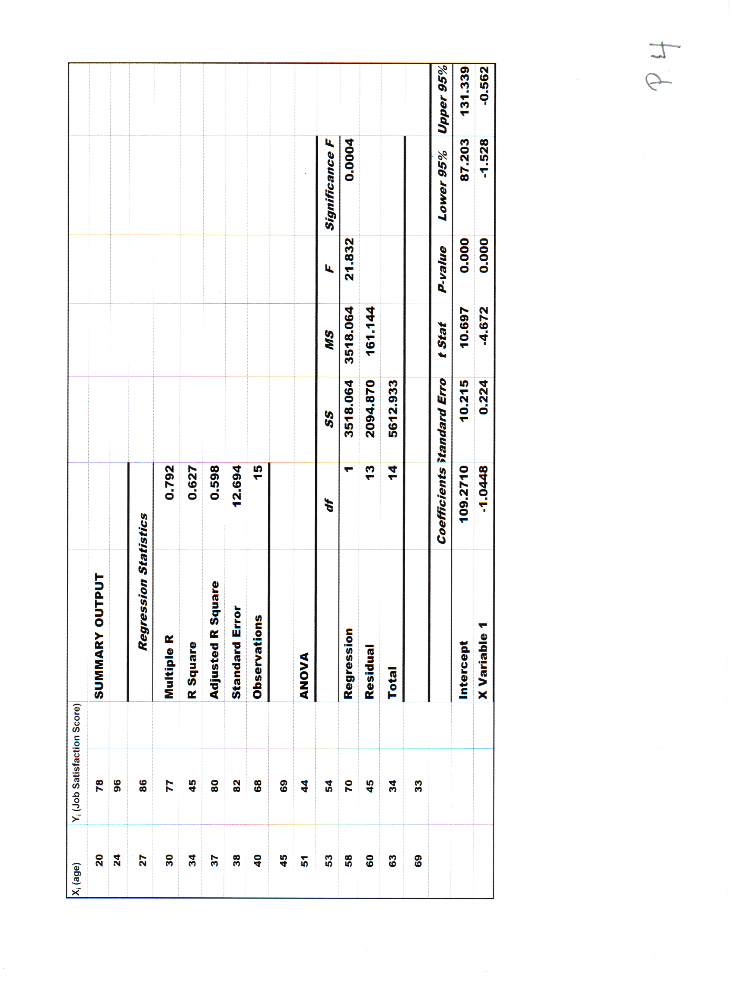 P 4
Xi (age) Yi (Job Satisfaction Score)
20 78 SUMMARY OUTPUT
24 96
27 86 Regression Statistics
30 77 Multiple R 0.792
34 45 R Square 0.627
37 80 Adjusted R Square 0.598
38 82 Standard Error 12.694
40 68 Observations 15
45 69
51 44 ANOVA
53 54 df SS MS F Significance F
58 70 Regression 1 3518.064 3518.064 21.832 0.0004
60 45 Residual 13 2094.870 161.144
63 34 Total 14 5612.933
69 33
Coefficients Standard Erro t Stat P-value Lower 95% Upper 95%
Intercept 109.2710 10.215 10.697 0.000 87.203 131.339
X Variable 1 -1.0448 0.224 -4.672 0.000 -1.528 -0.562